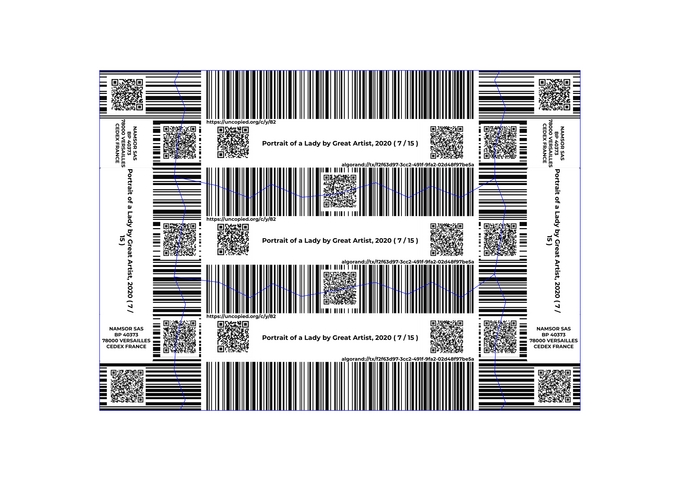 https://uncopied.org/c/y/82
Portrait of a Lady by Great Artist, 2020 ( 7 / 15 )
algorand://tx/f2f63d97-3cc2-491f-9fa2-02d48f97be5a
https://uncopied.org/c/y/82
Portrait of a Lady by Great Artist, 2020 ( 7 / 15 )
algorand://tx/f2f63d97-3cc2-491f-9fa2-02d48f97be5a
https://uncopied.org/c/y/82
Portrait of a Lady by Great Artist, 2020 ( 7 / 15 )
algorand://tx/f2f63d97-3cc2-491f-9fa2-02d48f97be5a
NAMSOR SAS
BP 40373
78000 VERSAILLES
CEDEX FRANCE
Portrait of a Lady by Great Artist, 2020 ( 7 /
15 )
NAMSOR SAS
BP 40373
78000 VERSAILLES
CEDEX FRANCE
NAMSOR SAS
BP 40373
78000 VERSAILLES
CEDEX FRANCE
Portrait of a Lady by Great Artist, 2020 ( 7 /
15 )
NAMSOR SAS
BP 40373
78000 VERSAILLES
CEDEX FRANCE